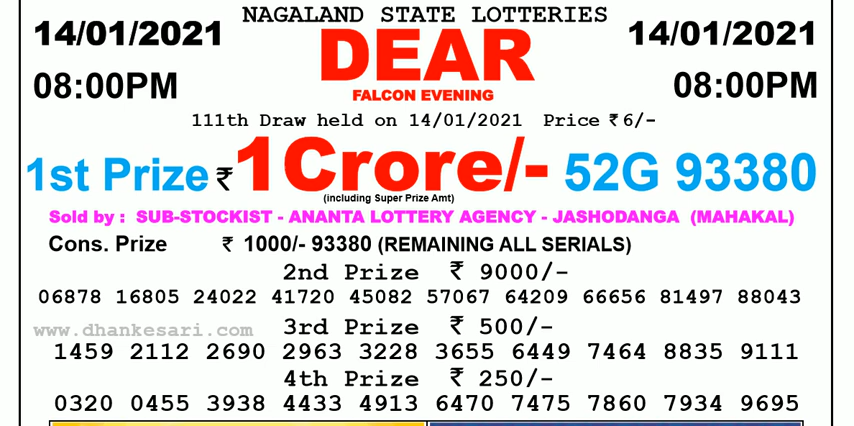 NAGALAND STATE LOTTERIES
14/01/2021 DEAR 14/01/2021
08:00PM FALCON EVENING 08:00PM
111th Draw held on 14/01/2021 Price ₹6/-
1st Prize ₹1Crore/- 52G 93380
(including Super Prize Amt)
Sold by : SUB-STOCKIST - ANANTA LOTTERY AGENCY - JASHODANGA (MAHAKAL)
Cons. Prize ₹ 1000/- 93380 (REMAINING ALL SERIALS)
2nd Prize ₹ 9000/-
06878 16805 24022 41720 45082 57067 64209 66656 81497 88043
www.dhankesari.com 3rd Prize ₹ 500/-
1459 2112 2690 2963 3228 3655 6449 7464 8835 9111
4th Prize ₹ 250/-
0320 0455 3938 4433 4913 6470 7475 7860 7934 9695